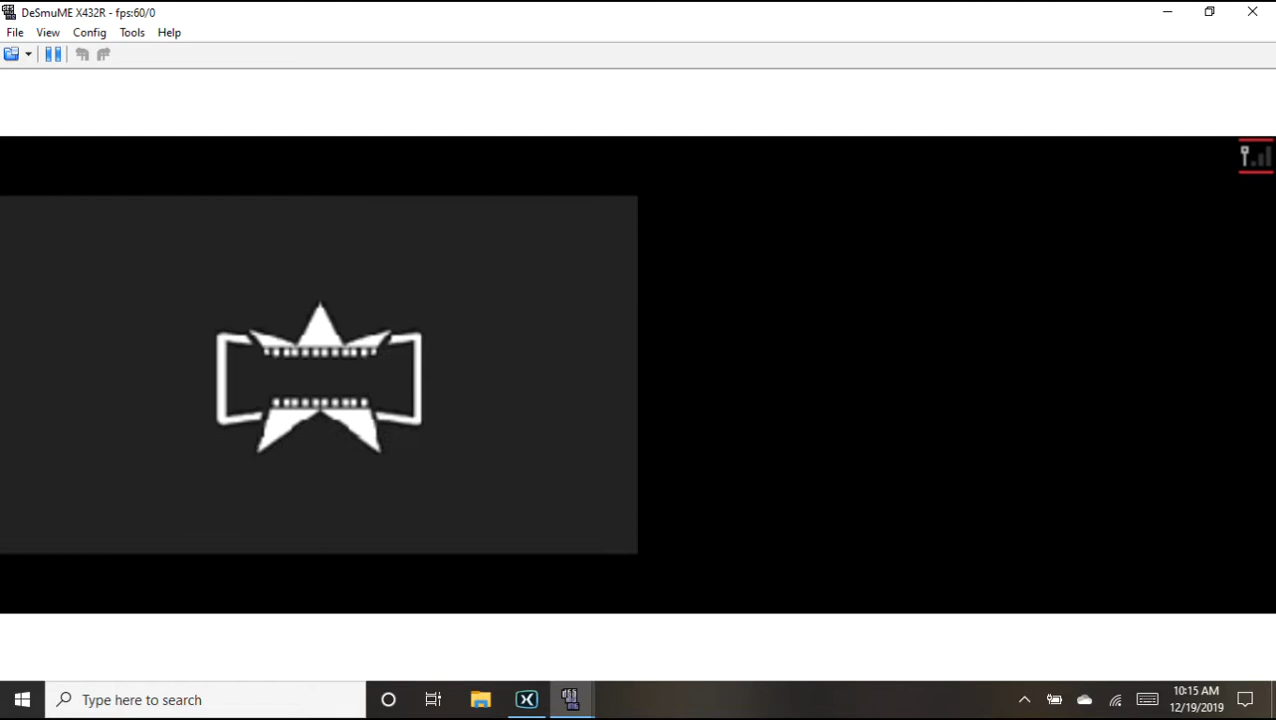 DeSmuME X432R - fps:60/0
File View Config Tools Help
Type here to search
10:15 AM
12/19/2019